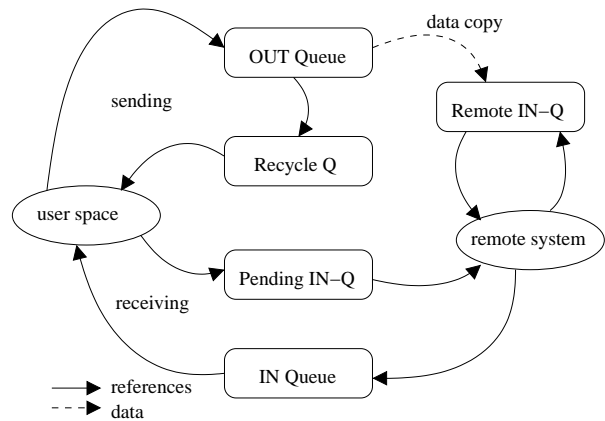 data copy
OUT Queue
sending
Remote IN−Q
Recycle Q
user space
remote system
Pending IN−Q
receiving
IN Queue
references
data